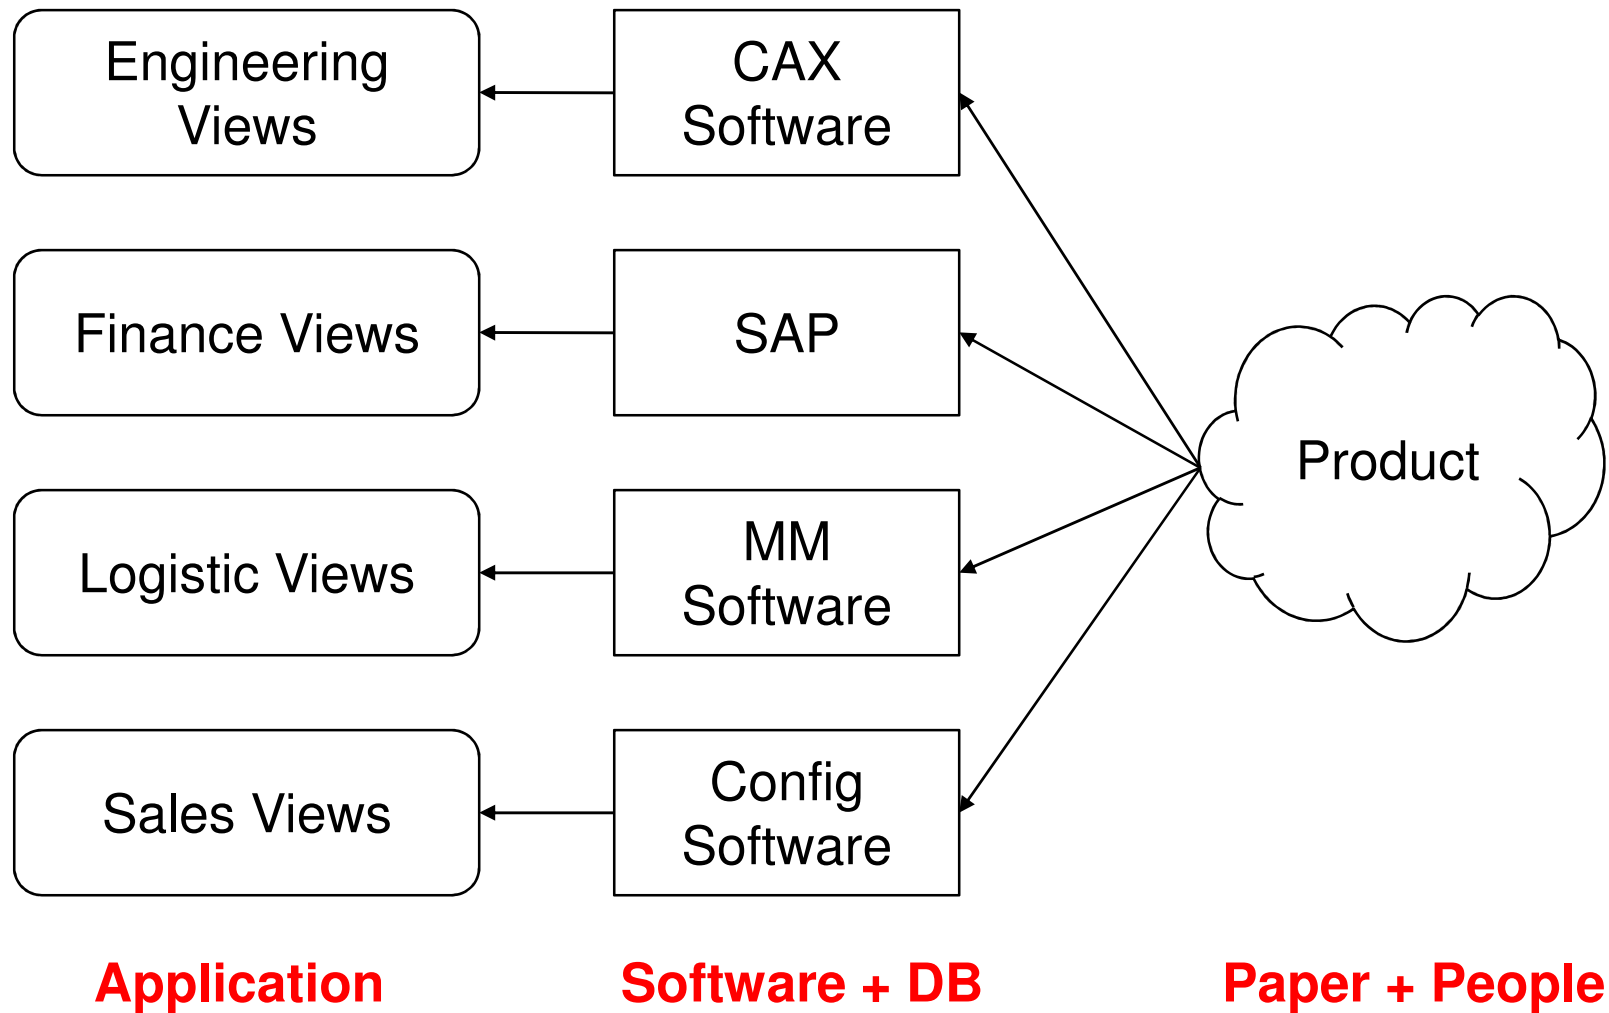 Engineering
Views
CAX
Software
Finance Views
SAP
Product
Logistic Views
MM
Software
Sales Views
Config
Software
Application
Software + DB
Paper + People